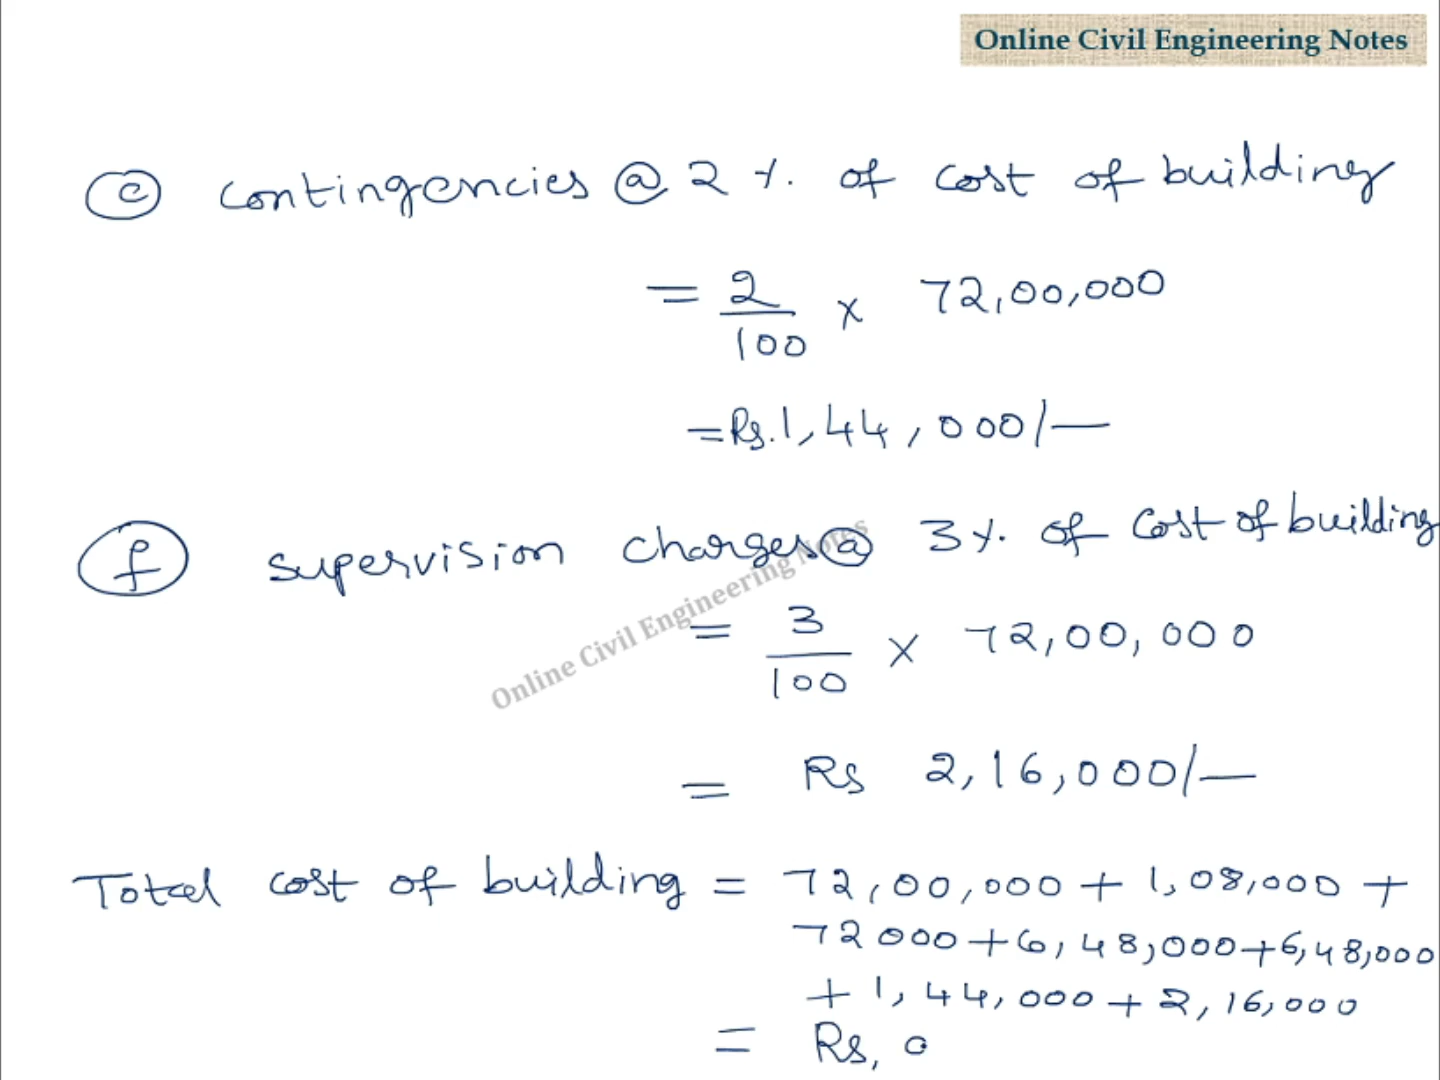 Online Civil Engineering Notes
e contingencies @ 2 %. of cost of building
= 2/100 x 72,00,000
= Rs. 1,44,000/-
f supervision charges @ 3 %. of cost of building
= 3/100 x 72,00,000
Online Civil Engineering Notes
= Rs 2,16,000/-
Total cost of building = 72,00,000 + 1,08,000 +
72000 + 6,48,000 + 6,48,000
+ 1,44,000 + 2,16,000
= Rs,